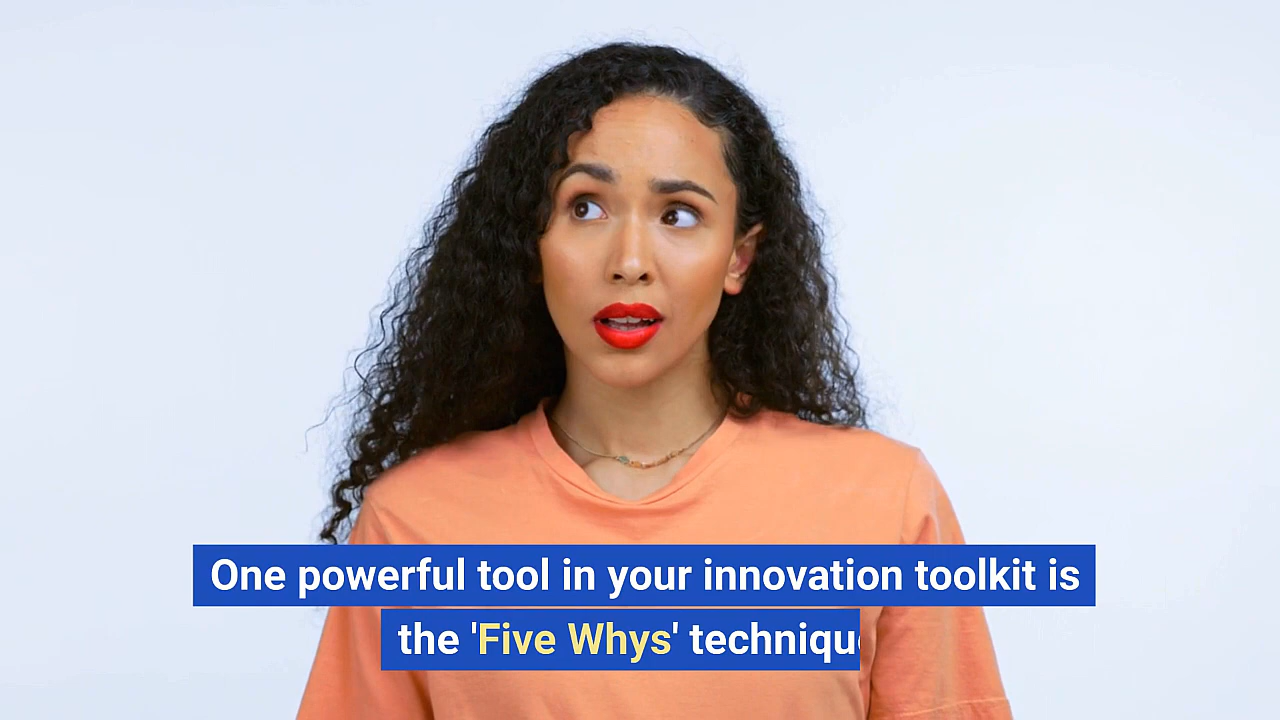 One powerful tool in your innovation toolkit is
the 'Five Whys' techniqu